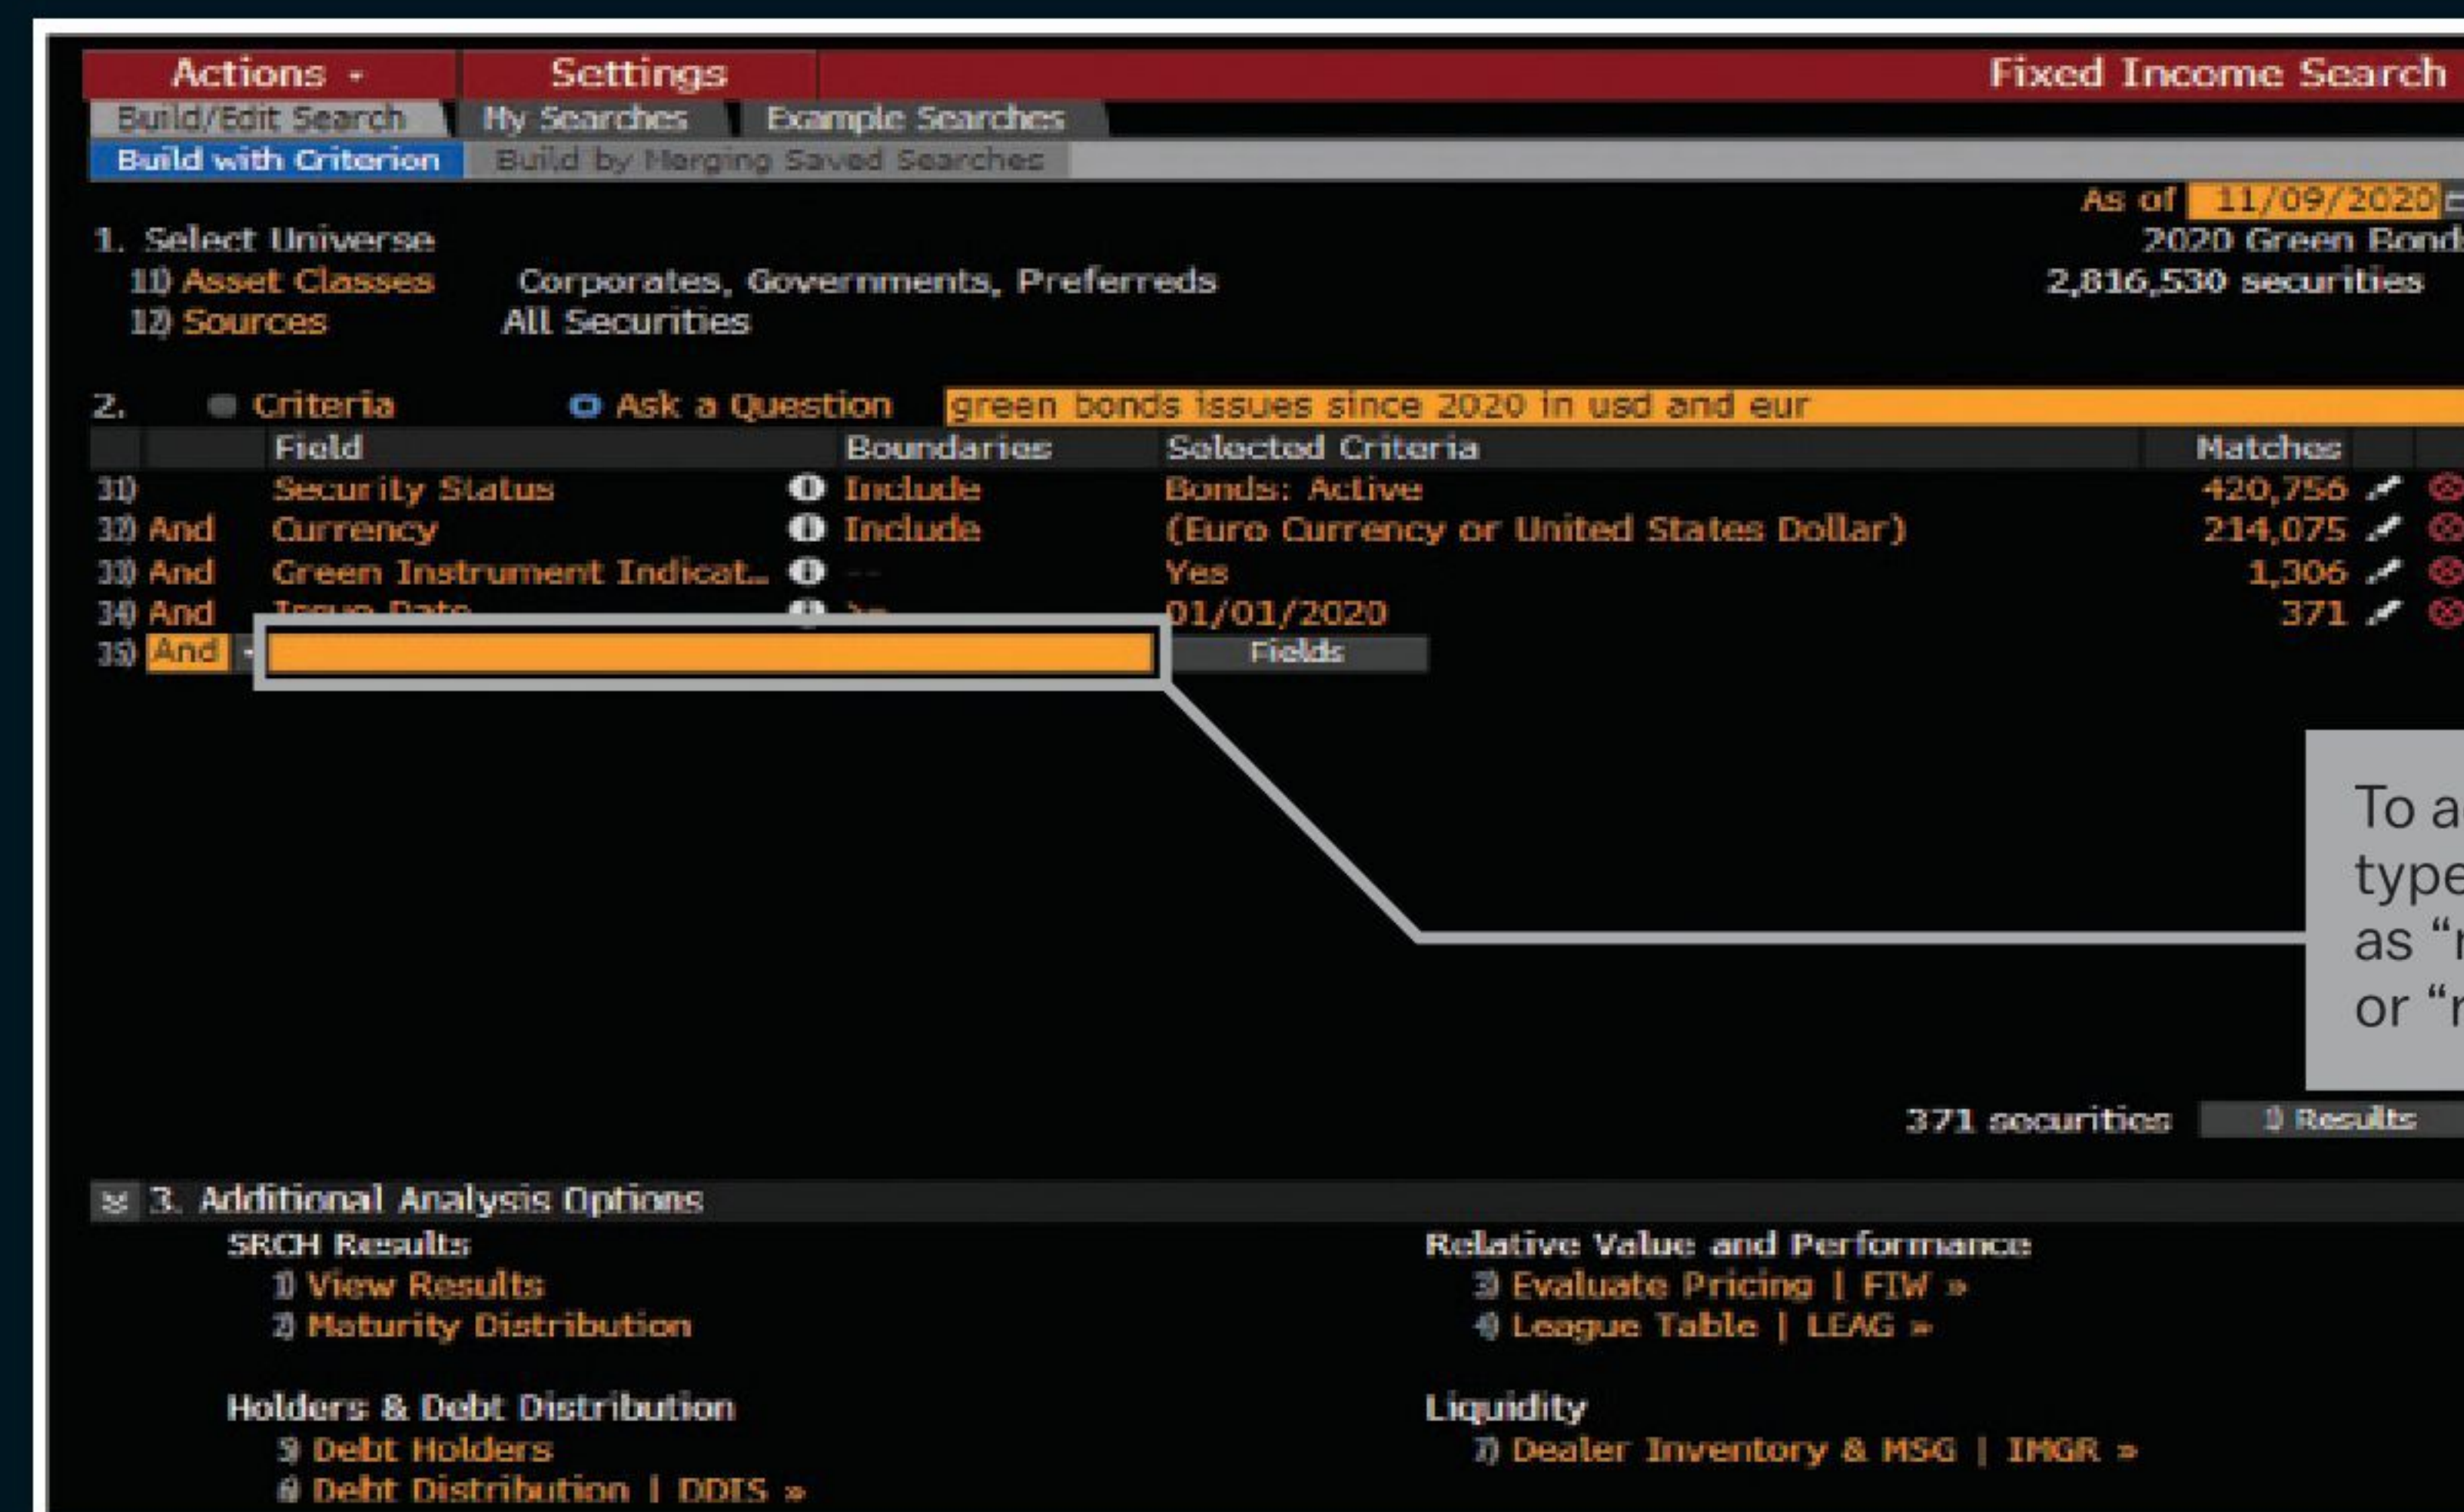 Actions Settings Fixed Income Search
Build/Edit Search My Searches Example Searches
Build with Criterion Build by Merging Saved Searches
As of 11/09/2020
1. Select Universe 2020 Green Bonds
11) Asset Classes Corporates, Governments, Preferreds 2,816,530 securities
12) Sources All Securities
2. Criteria Ask a Question green bonds issues since 2020 in usd and eur
Field Boundaries Selected Criteria Matches
31) Security Status Include Bonds: Active 420,756
32) And Currency Include (Euro Currency or United States Dollar) 214,075
33) And Green Instrument Indicat... -- Yes 1,306
34) And Issue Date >= 01/01/2020 371
35) And Fields
To a
type
as “
or “
371 securities 1) Results
3. Additional Analysis Options
SRCH Results Relative Value and Performance
1) View Results 3) Evaluate Pricing | FIW »
2) Maturity Distribution 4) League Table | LEAG »
Holders & Debt Distribution Liquidity
5) Debt Holders 7) Dealer Inventory & MSG | IMGR »
6) Debt Distribution | DDIS »